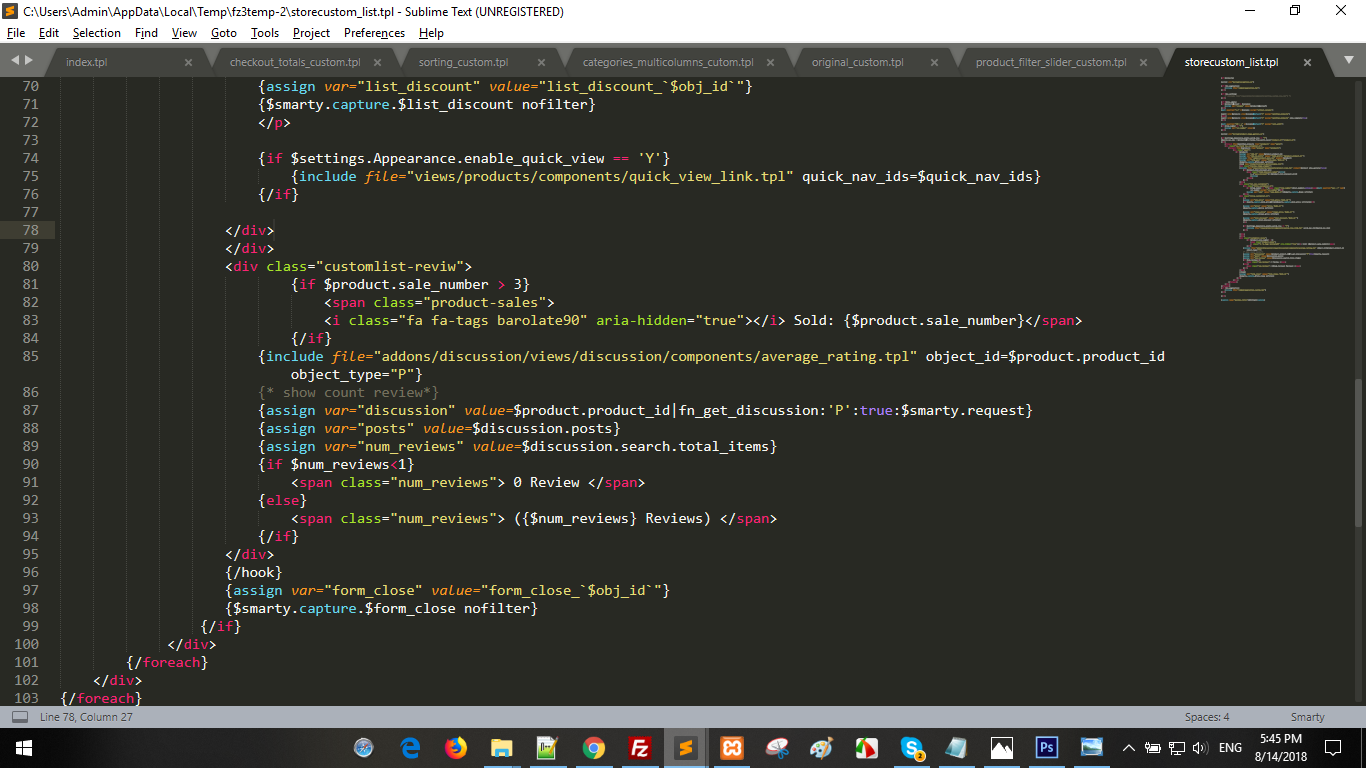 C:\Users\Admin\AppData\Local\Temp\fz3temp-2\storecustom_list.tpl - Sublime Text (UNREGISTERED)
File Edit Selection Find View Goto Tools Project Preferences Help
index.tpl checkout_totals_custom.tpl sorting_custom.tpl categories_multicolumns_cutom.tpl original_custom.tpl product_filter_slider_custom.tpl storecustom_list.tpl
70 {assign var="list_discount" value="list_discount_`$obj_id`"}
71 {$smarty.capture.$list_discount nofilter}
72 </p>
73
74 {if $settings.Appearance.enable_quick_view == 'Y'}
75 {include file="views/products/components/quick_view_link.tpl" quick_nav_ids=$quick_nav_ids}
76 {/if}
77
78 </div>
79 </div>
80 <div class="customlist-reviw">
81 {if $product.sale_number > 3}
82 <span class="product-sales">
83 <i class="fa fa-tags barolate90" aria-hidden="true"></i> Sold: {$product.sale_number}</span>
84 {/if}
85 {include file="addons/discussion/views/discussion/components/average_rating.tpl" object_id=$product.product_id
object_type="P"}
86 {* show count review*}
87 {assign var="discussion" value=$product.product_id|fn_get_discussion:'P':true:$smarty.request}
88 {assign var="posts" value=$discussion.posts}
89 {assign var="num_reviews" value=$discussion.search.total_items}
90 {if $num_reviews<1}
91 <span class="num_reviews"> 0 Review </span>
92 {else}
93 <span class="num_reviews"> ({$num_reviews} Reviews) </span>
94 {/if}
95 </div>
96 {/hook}
97 {assign var="form_close" value="form_close_`$obj_id`"}
98 {$smarty.capture.$form_close nofilter}
99 {/if}
100 </div>
101 {/foreach}
102 </div>
103 {/foreach}
Line 78, Column 27 Spaces: 4 Smarty
ENG 5:45 PM
8/14/2018